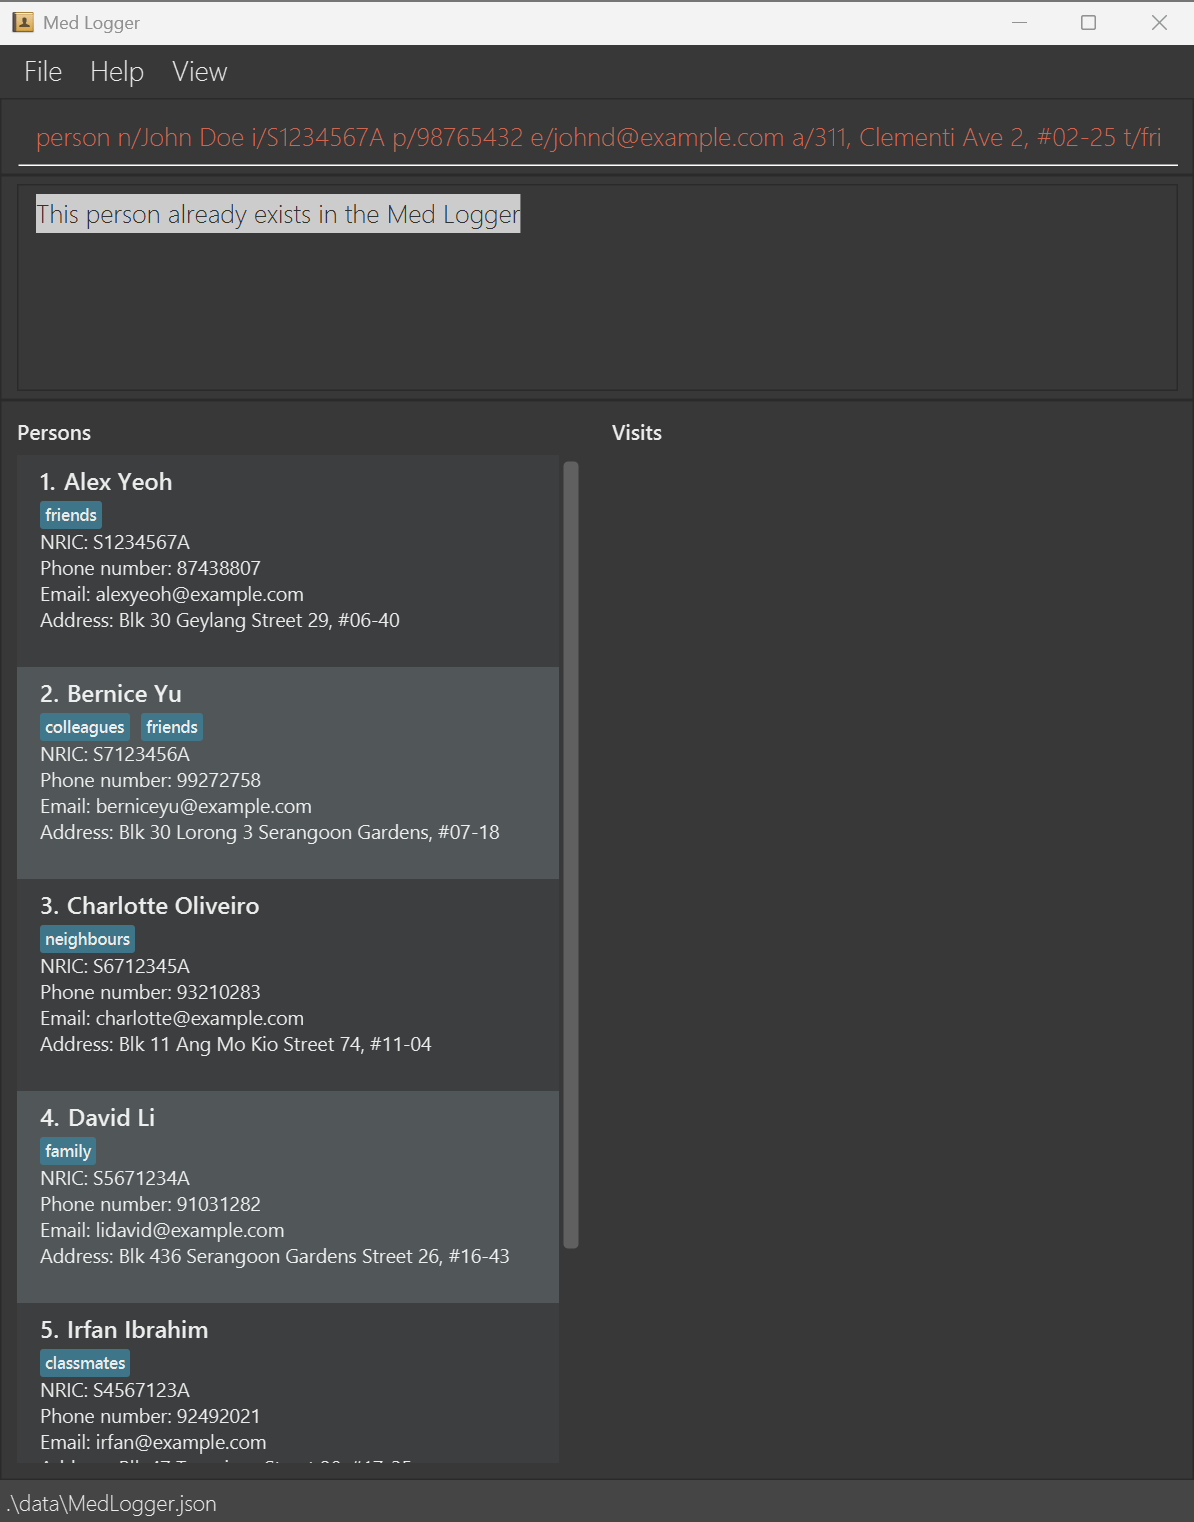 Med Logger
File Help View
person n/John Doe i/S1234567A p/98765432 e/johnd@example.com a/311, Clementi Ave 2, #02-25 t/fri
This person already exists in the Med Logger
Persons
1. Alex Yeoh
friends
NRIC: S1234567A
Phone number: 87438807
Email: alexyeoh@example.com
Address: Blk 30 Geylang Street 29, #06-40
2. Bernice Yu
colleagues friends
NRIC: S7123456A
Phone number: 99272758
Email: berniceyu@example.com
Address: Blk 30 Lorong 3 Serangoon Gardens, #07-18
3. Charlotte Oliveiro
neighbours
NRIC: S6712345A
Phone number: 93210283
Email: charlotte@example.com
Address: Blk 11 Ang Mo Kio Street 74, #11-04
4. David Li
family
NRIC: S5671234A
Phone number: 91031282
Email: lidavid@example.com
Address: Blk 436 Serangoon Gardens Street 26, #16-43
5. Irfan Ibrahim
classmates
NRIC: S4567123A
Phone number: 92492021
Email: irfan@example.com
Visits
.\data\MedLogger.json